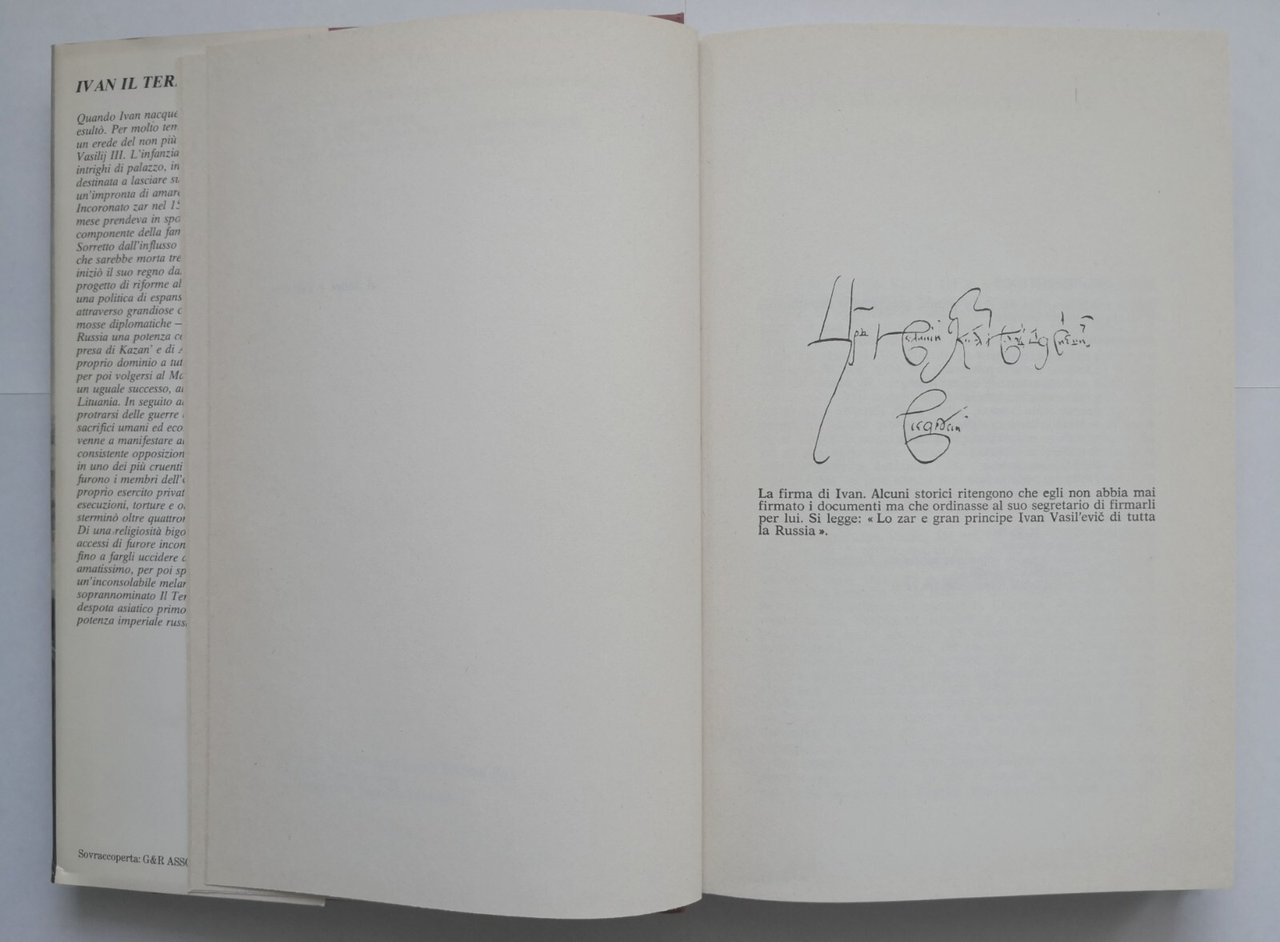 IVAN IL TER
Quando Ivan nacque
esultò. Per molto tem
un erede del non più
Vasilij III. L'infanzia
intrighi di palazzo, in
destinata a lasciare su
un'impronta di amare
Incoronato zar nel 15
mese prendeva in spo
componente della fam
Sorretto dall'influsso
che sarebbe morta tre
iniziò il suo regno da
progetto di riforme al
una politica di espans
attraverso grandiose c
mosse diplomatiche —
Russia una potenza co
presa di Kazan' e di A
proprio dominio a tut
per poi volgersi al Ma
un uguale successo, al
Lituania. In seguito al
protrarsi delle guerre
sacrifici umani ed eco
venne a manifestare al
consistente opposizion
in uno dei più cruenti
furono i membri dell'
proprio esercito privat
esecuzioni, torture e o
sterminò oltre quattro
Di una religiosità bigo
accessi di furore incon
fino a fargli uccidere
amatissimo, per poi sp
un'inconsolabile melan
soprannominato Il Ter
despota asiatico primo
potenza imperiale russ
Sovraccoperta: G&R ASSO
La firma di Ivan. Alcuni storici ritengono che egli non abbia mai
firmato i documenti ma che ordinasse al suo segretario di firmarli
per lui. Si legge: « Lo zar e gran principe Ivan Vasil'evič di tutta
la Russia ».